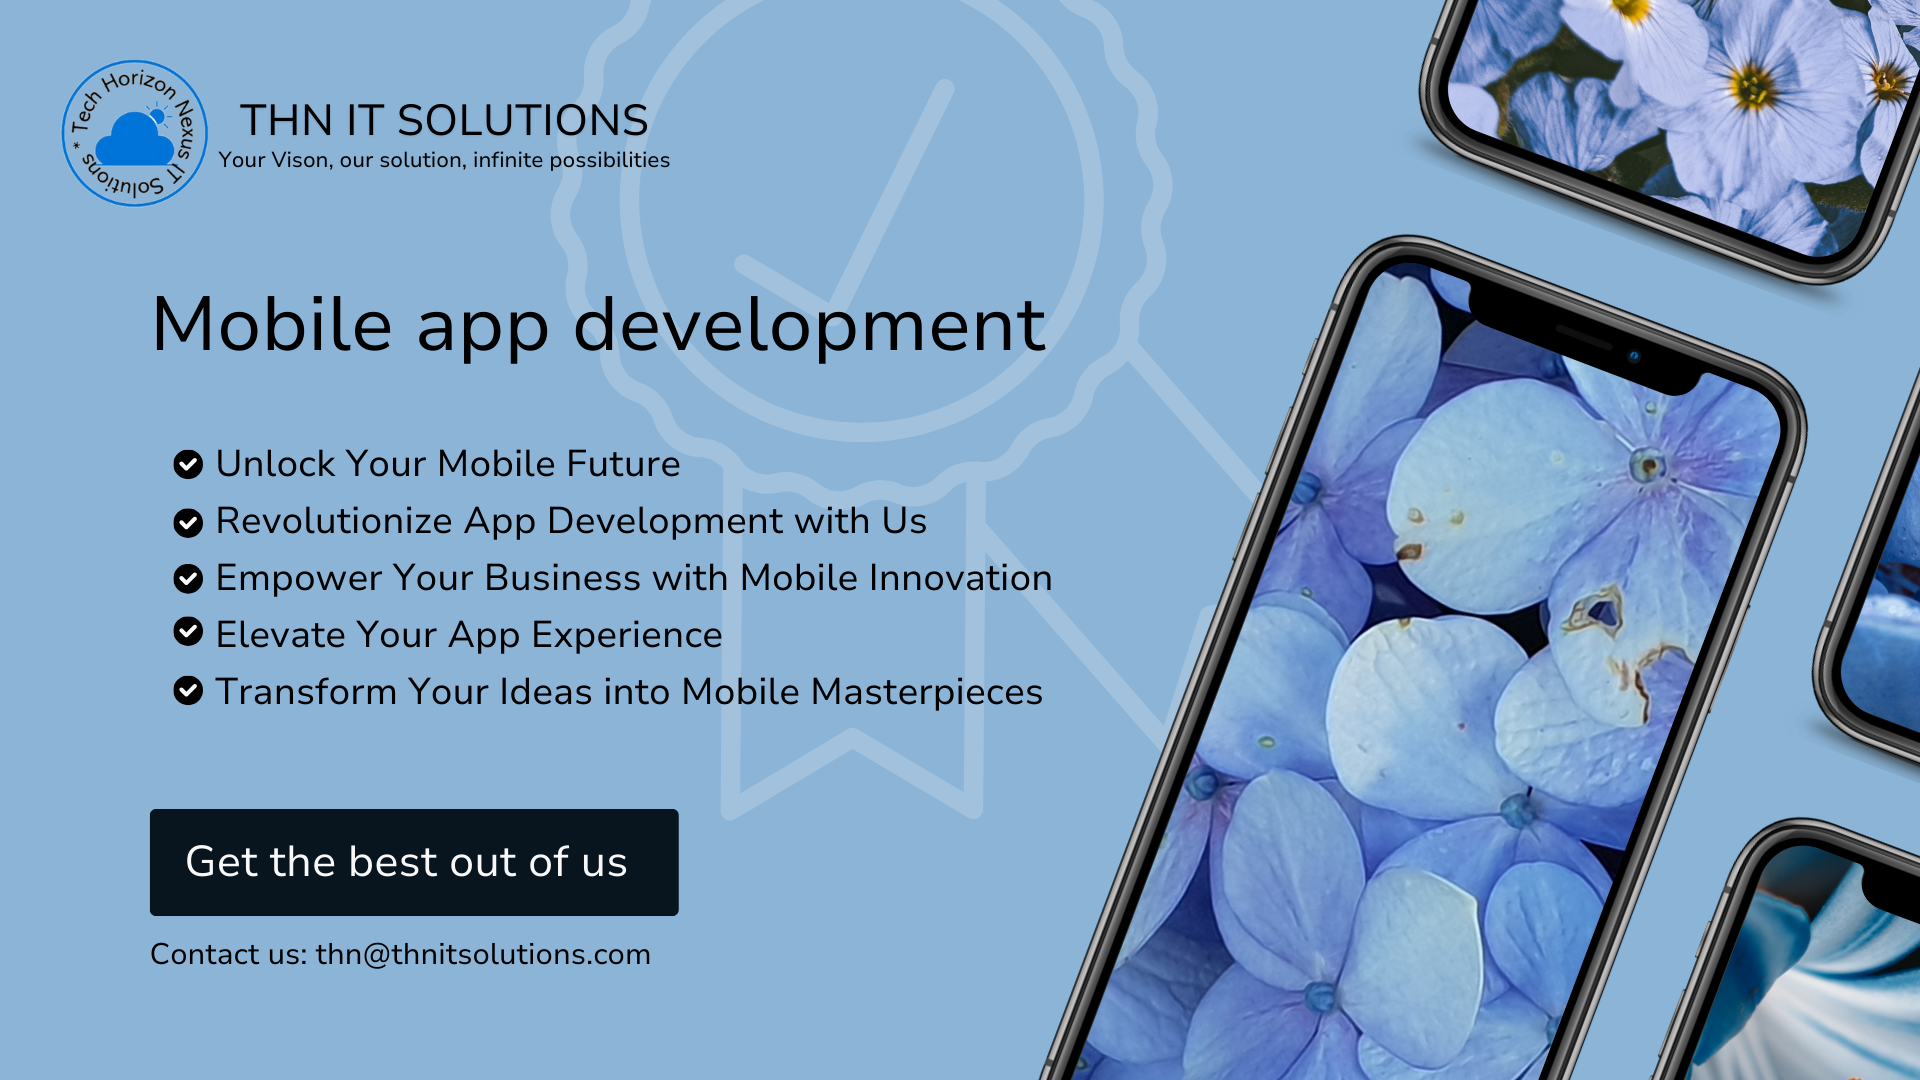 Tech Horizon Nexus IT Solutions *
THN IT SOLUTIONS
Your Vison, our solution, infinite possibilities
Mobile app development
Unlock Your Mobile Future
Revolutionize App Development with Us
Empower Your Business with Mobile Innovation
Elevate Your App Experience
Transform Your Ideas into Mobile Masterpieces
Get the best out of us
Contact us: thn@thnitsolutions.com